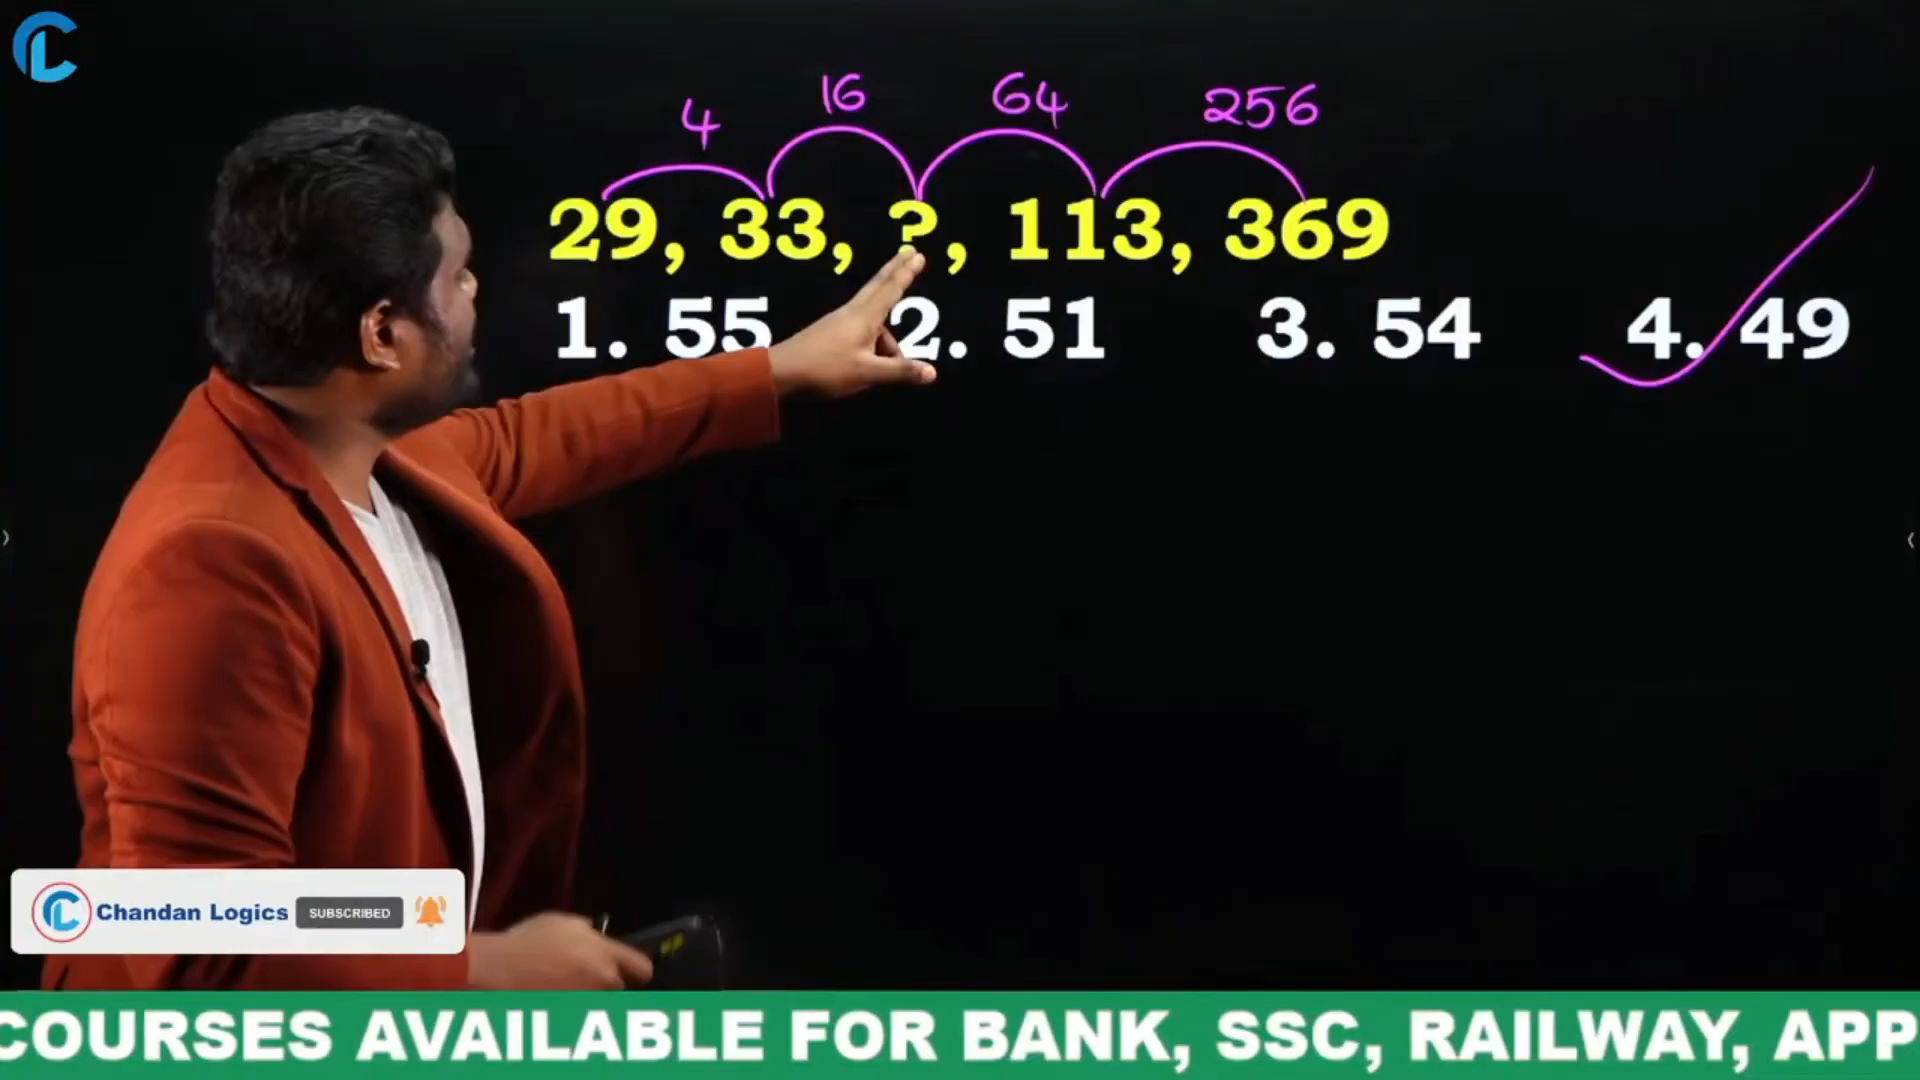 4 16 64 256
29, 33, ?, 113, 369
1. 55 2. 51 3. 54 4. 49
Chandan Logics SUBSCRIBED
COURSES AVAILABLE FOR BANK, SSC, RAILWAY, APP